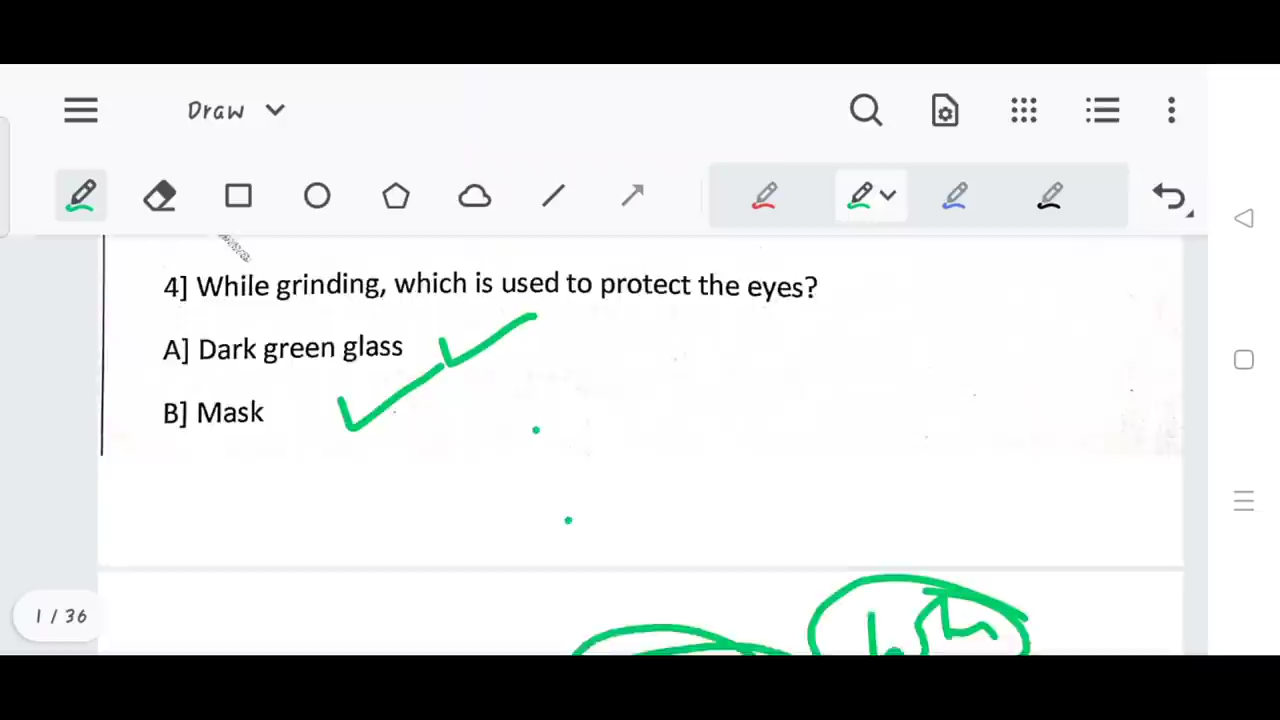 Draw
4] While grinding, which is used to protect the eyes?
A] Dark green glass
B] Mask
1 / 36